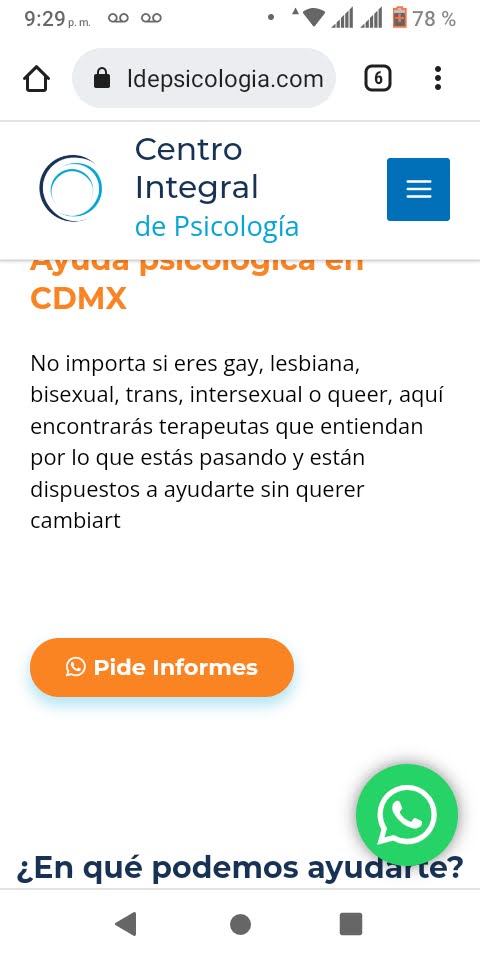 9:29 p. m.
78 %
ldepsicologia.com
6
Centro
Integral
de Psicología
Ayuda psicológica en
CDMX
No importa si eres gay, lesbiana,
bisexual, trans, intersexual o queer, aquí
encontrarás terapeutas que entiendan
por lo que estás pasando y están
dispuestos a ayudarte sin querer
cambiart
Pide Informes
¿En qué podemos ayudarte?